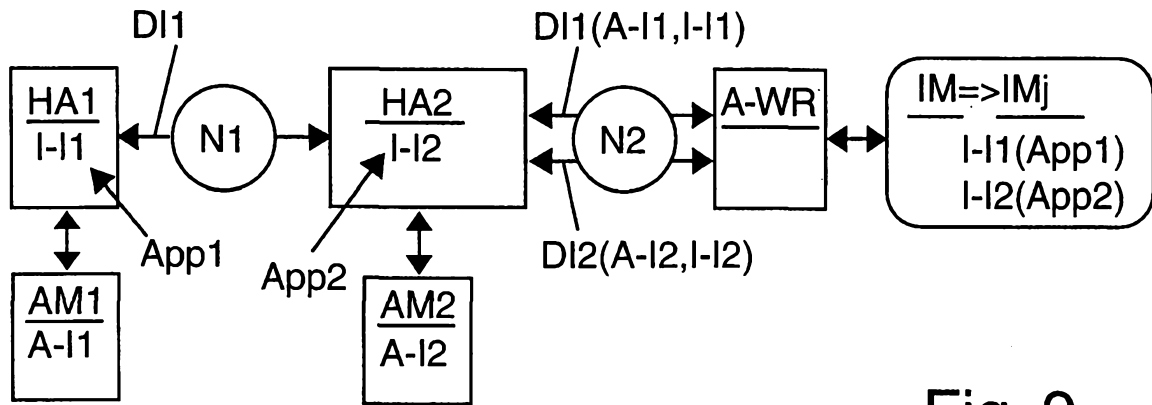 DI1
DI1(A-I1,I-I1)
HA1
I-I1
N1
HA2
I-I2
N2
A-WR
IM=>IMj
I-I1(App1)
I-I2(App2)
App1
App2
DI2(A-I2,I-I2)
AM1
A-I1
AM2
A-I2